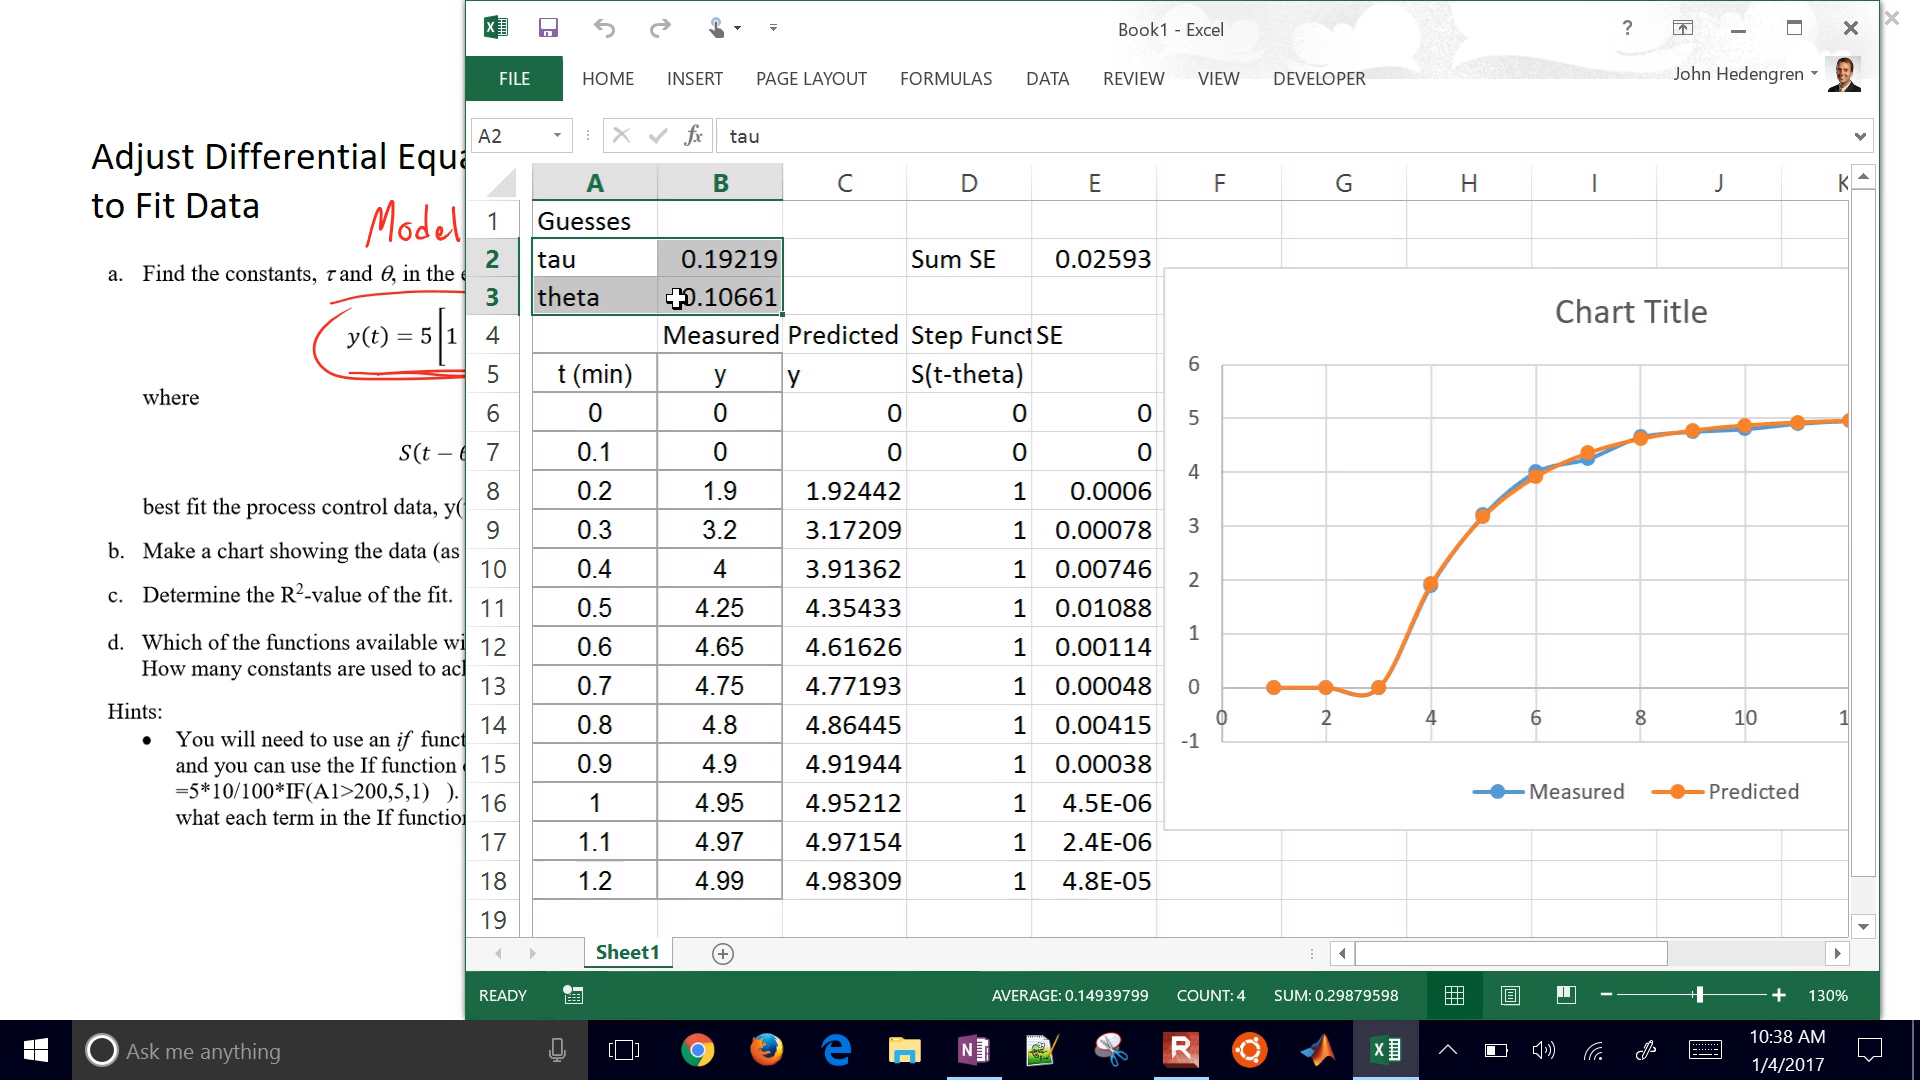 Book1 - Excel
?
FILE HOME INSERT PAGE LAYOUT FORMULAS DATA REVIEW VIEW DEVELOPER
John Hedengren
A2 fx tau
A B C D E F G H I J K
1 Guesses
2 tau 0.19219 Sum SE 0.02593
3 theta 0.10661
4 Measured Predicted Step Funct SE
5 t (min) y y S(t-theta)
6 0 0 0 0 0
7 0.1 0 0 0 0
8 0.2 1.9 1.92442 1 0.0006
9 0.3 3.2 3.17209 1 0.00078
10 0.4 4 3.91362 1 0.00746
11 0.5 4.25 4.35433 1 0.01088
12 0.6 4.65 4.61626 1 0.00114
13 0.7 4.75 4.77193 1 0.00048
14 0.8 4.8 4.86445 1 0.00415
15 0.9 4.9 4.91944 1 0.00038
16 1 4.95 4.95212 1 4.5E-06
17 1.1 4.97 4.97154 1 2.4E-06
18 1.2 4.99 4.98309 1 4.8E-05
19
Chart Title
6
5
4
3
2
1
0
-1
0 2 4 6 8 10 1
Measured Predicted
Sheet1
READY AVERAGE: 0.14939799 COUNT: 4 SUM: 0.29879598 130%
Adjust Differential Equa
to Fit Data
Model
a. Find the constants, τ and θ, in the e
y(t) = 5 [1
where
S(t −
best fit the process control data, y(
b. Make a chart showing the data (as
c. Determine the R²-value of the fit.
d. Which of the functions available wi
How many constants are used to acl
Hints:
• You will need to use an if funct
and you can use the If function
=5*10/100*IF(A1>200,5,1) ).
what each term in the If function
Ask me anything
10:38 AM
1/4/2017